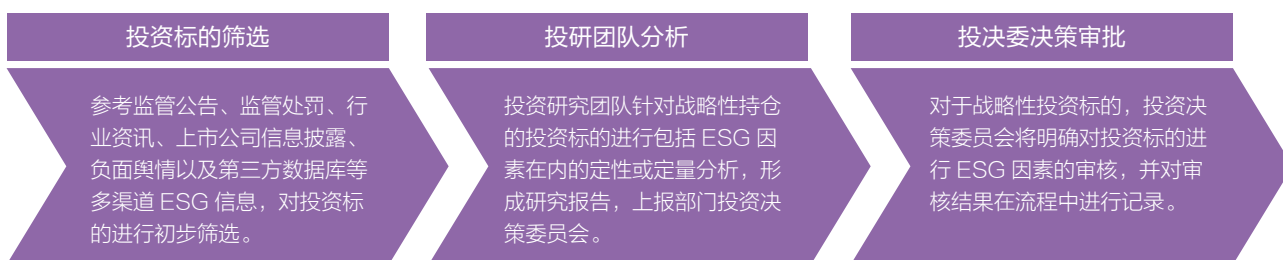 投资标的筛选
参考监管公告、监管处罚、行
业资讯、上市公司信息披露、
负面舆情以及第三方数据库等
多渠道 ESG 信息，对投资标
的进行初步筛选。
投研团队分析
投资研究团队针对战略性持仓
的投资标的进行包括 ESG 因
素在内的定性或定量分析，形
成研究报告，上报部门投资决
策委员会。
投决委决策审批
对于战略性投资标的，投资决
策委员会将明确对投资标的进
行 ESG 因素的审核，并对审
核结果在流程中进行记录。